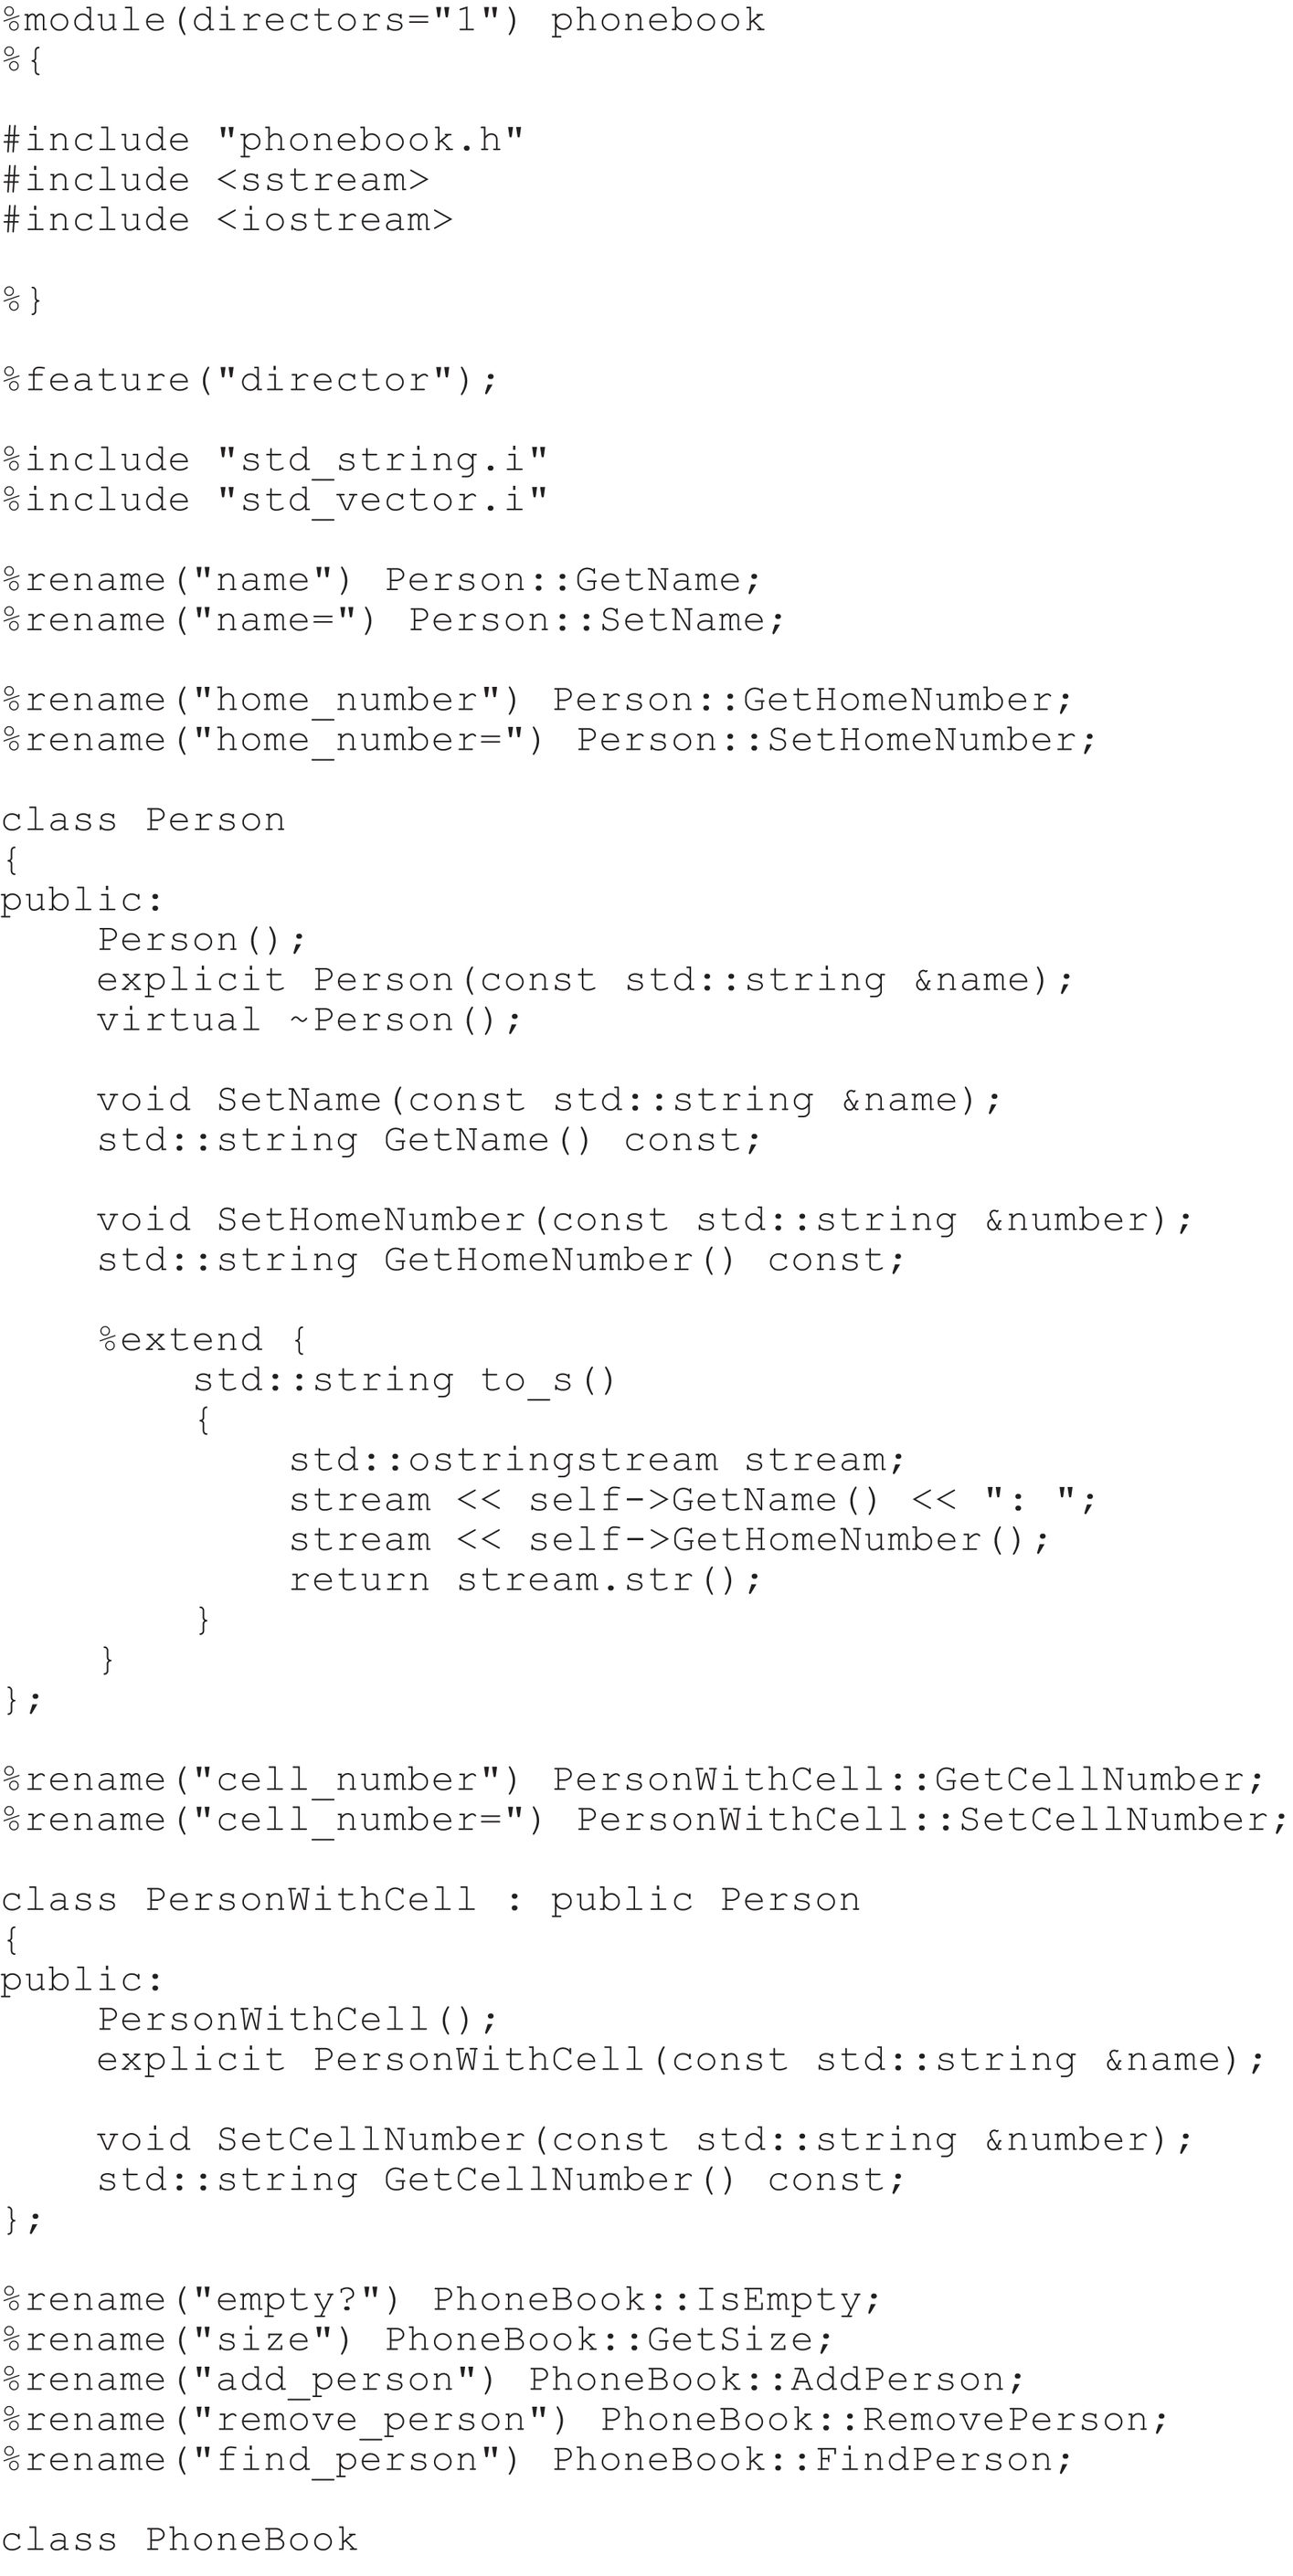 %module(directors="1") phonebook
%{

#include "phonebook.h"
#include <sstream>
#include <iostream>

%}

%feature("director");

%include "std_string.i"
%include "std_vector.i"

%rename("name") Person::GetName;
%rename("name=") Person::SetName;

%rename("home_number") Person::GetHomeNumber;
%rename("home_number=") Person::SetHomeNumber;

class Person
{
public:
    Person();
    explicit Person(const std::string &name);
    virtual ~Person();

    void SetName(const std::string &name);
    std::string GetName() const;

    void SetHomeNumber(const std::string &number);
    std::string GetHomeNumber() const;

    %extend {
        std::string to_s()
        {
            std::ostringstream stream;
            stream << self->GetName() << ": ";
            stream << self->GetHomeNumber();
            return stream.str();
        }
    }
};

%rename("cell_number") PersonWithCell::GetCellNumber;
%rename("cell_number=") PersonWithCell::SetCellNumber;

class PersonWithCell : public Person
{
public:
    PersonWithCell();
    explicit PersonWithCell(const std::string &name);

    void SetCellNumber(const std::string &number);
    std::string GetCellNumber() const;
};

%rename("empty?") PhoneBook::IsEmpty;
%rename("size") PhoneBook::GetSize;
%rename("add_person") PhoneBook::AddPerson;
%rename("remove_person") PhoneBook::RemovePerson;
%rename("find_person") PhoneBook::FindPerson;

class PhoneBook